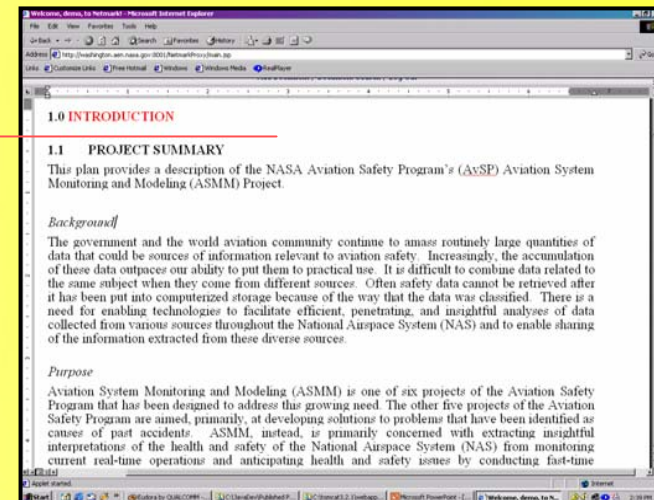 Welcome, demo, to Netmark! - Microsoft Internet Explorer
File Edit View Favorites Tools Help
Back Search Favorites History
Address http://washington.arc.nasa.gov:8001/NetmarkProxy/main.jsp
Links Customize Links Free Hotmail Windows Windows Media RealPlayer
1.0 INTRODUCTION
1.1 PROJECT SUMMARY
This plan provides a description of the NASA Aviation Safety Program's (AvSP) Aviation System
Monitoring and Modeling (ASMM) Project.
Background
The government and the world aviation community continue to amass routinely large quantities of
data that could be sources of information relevant to aviation safety. Increasingly, the accumulation
of these data outpaces our ability to put them to practical use. It is difficult to combine data related to
the same subject when they come from different sources. Often safety data cannot be retrieved after
it has been put into computerized storage because of the way that the data was classified. There is a
need for enabling technologies to facilitate efficient, penetrating, and insightful analyses of data
collected from various sources throughout the National Airspace System (NAS) and to enable sharing
of the information extracted from these diverse sources.
Purpose
Aviation System Monitoring and Modeling (ASMM) is one of six projects of the Aviation Safety
Program that has been designed to address this growing need. The other five projects of the Aviation
Safety Program are aimed, primarily, at developing solutions to problems that have been identified as
causes of past accidents. ASMM, instead, is primarily concerned with extracting insightful
interpretations of the health and safety of the National Airspace System (NAS) from monitoring
current real-time operations and anticipating health and safety issues by conducting fast-time
Applet started. Internet
Start Eudora by QUALCOMM - Microsoft PowerPoint - Welcome, demo, to N... 2:39 PM